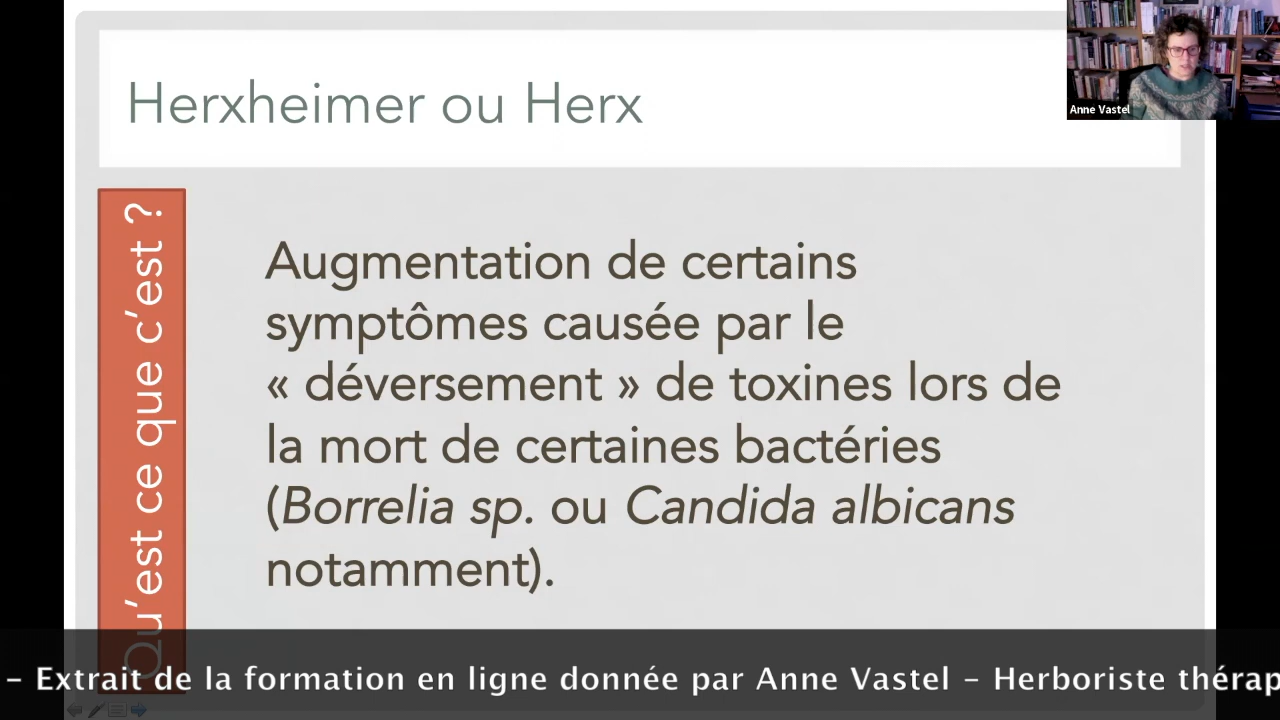 Herxheimer ou Herx
Anne Vastel
Qu’est ce que c’est ?
Augmentation de certains
symptômes causée par le
« déversement » de toxines lors de
la mort de certaines bactéries
(Borrelia sp. ou Candida albicans
notamment).
– Extrait de la formation en ligne donnée par Anne Vastel – Herboriste thérap